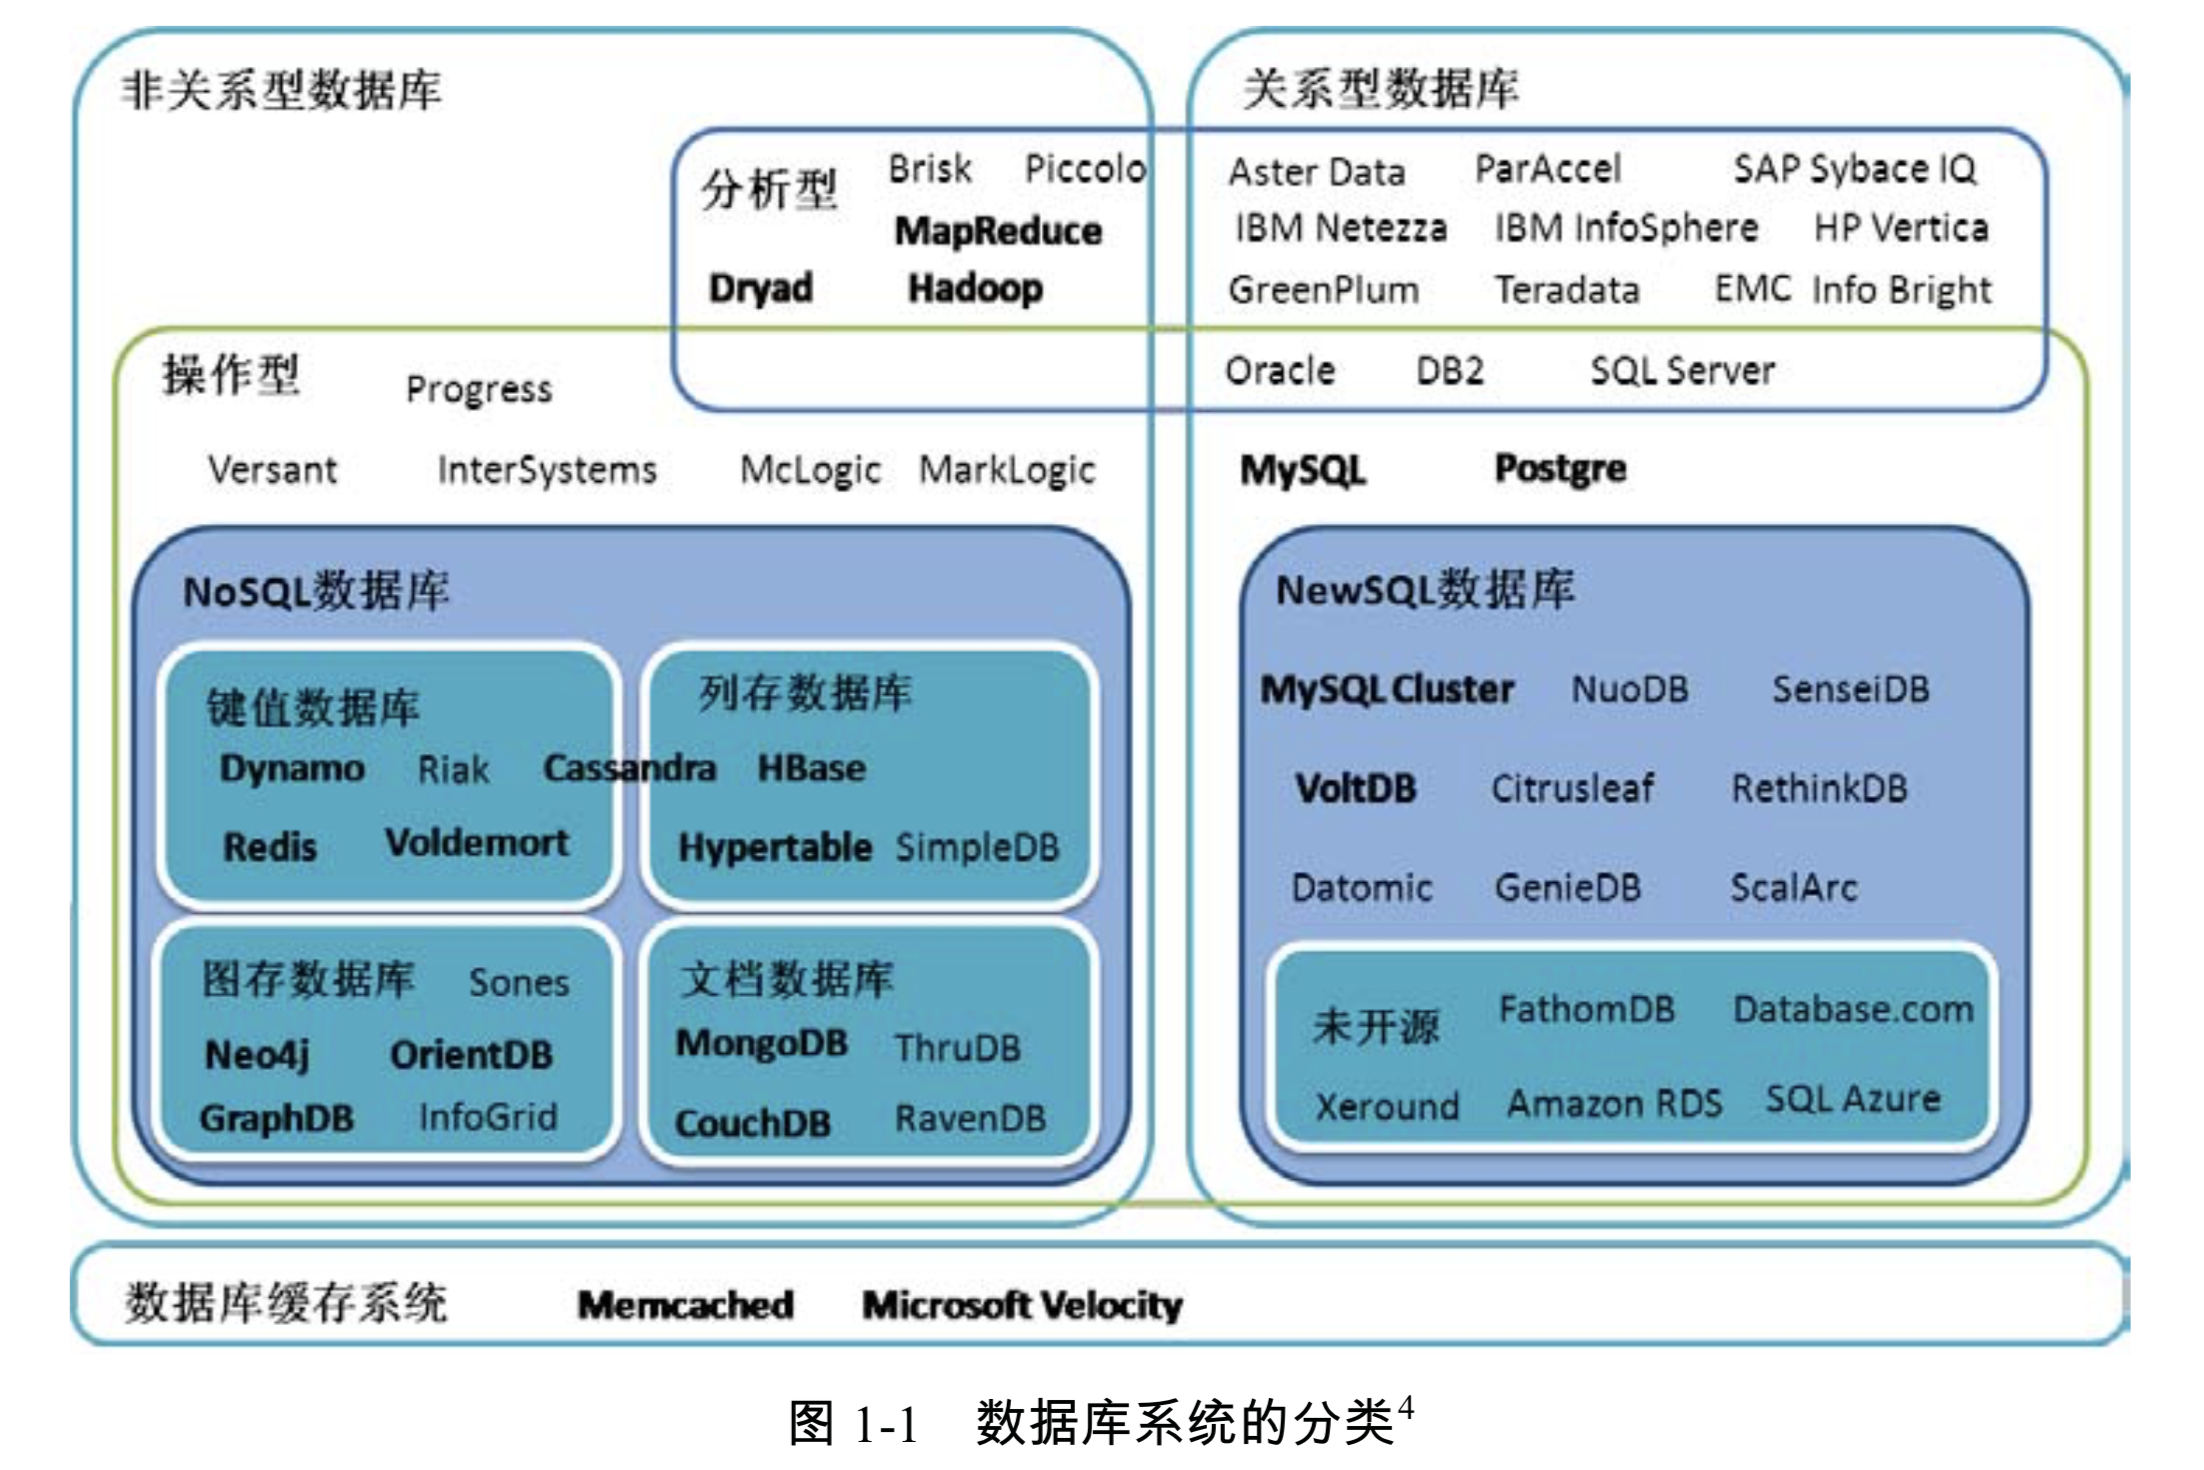 非关系型数据库
分析型 Brisk Piccolo
MapReduce
Dryad Hadoop
关系型数据库
Aster Data ParAccel SAP Sybace IQ
IBM Netezza IBM InfoSphere HP Vertica
GreenPlum Teradata EMC Info Bright
Oracle DB2 SQL Server
操作型 Progress
Versant InterSystems McLogic MarkLogic
MySQL Postgre
NoSQL数据库
键值数据库
列存数据库
Dynamo Riak Cassandra HBase
Redis Voldemort
Hypertable SimpleDB
图存数据库 Sones
Neo4j OrientDB
GraphDB InfoGrid
文档数据库
MongoDB ThruDB
CouchDB RavenDB
NewSQL数据库
MySQL Cluster NuoDB SenseiDB
VoltDB Citrusleaf RethinkDB
Datomic GenieDB ScalArc
未开源 FathomDB Database.com
Xeround Amazon RDS SQL Azure
数据库缓存系统 Memcached Microsoft Velocity
图 1-1 数据库系统的分类4